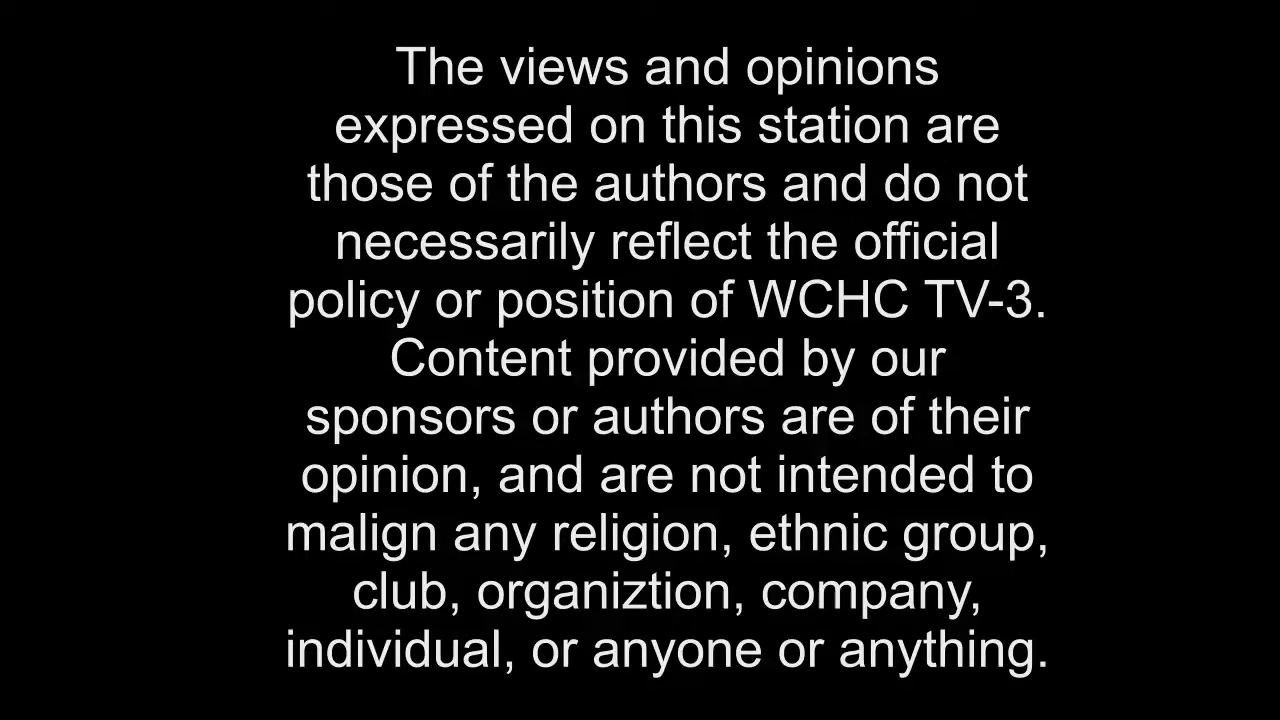 The views and opinions
expressed on this station are
those of the authors and do not
necessarily reflect the official
policy or position of WCHC TV-3.
Content provided by our
sponsors or authors are of their
opinion, and are not intended to
malign any religion, ethnic group,
club, organiztion, company,
individual, or anyone or anything.